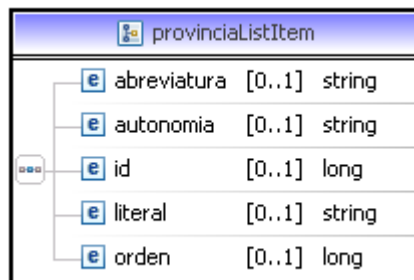 provinciaListItem
e abreviatura [0..1] string
e autonomia [0..1] string
e id [0..1] long
e literal [0..1] string
e orden [0..1] long